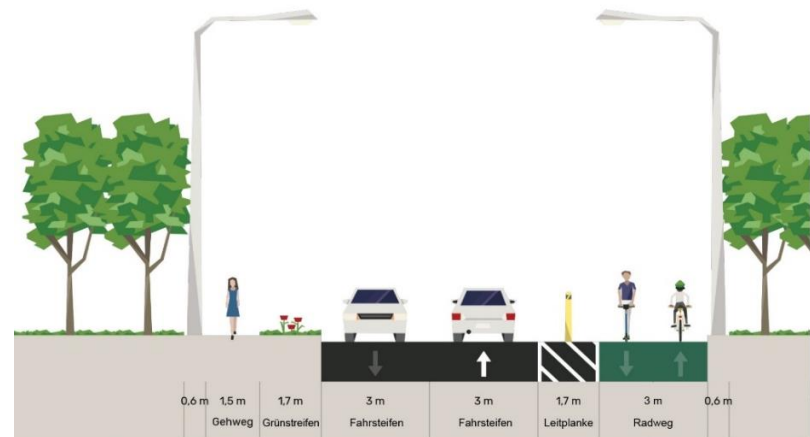 0,6 m 1,5 m 1,7 m 3 m 3 m 1,7 m 3 m 0,6 m
Gehweg Grünstreifen Fahrsteifen Fahrsteifen Leitplanke Radweg